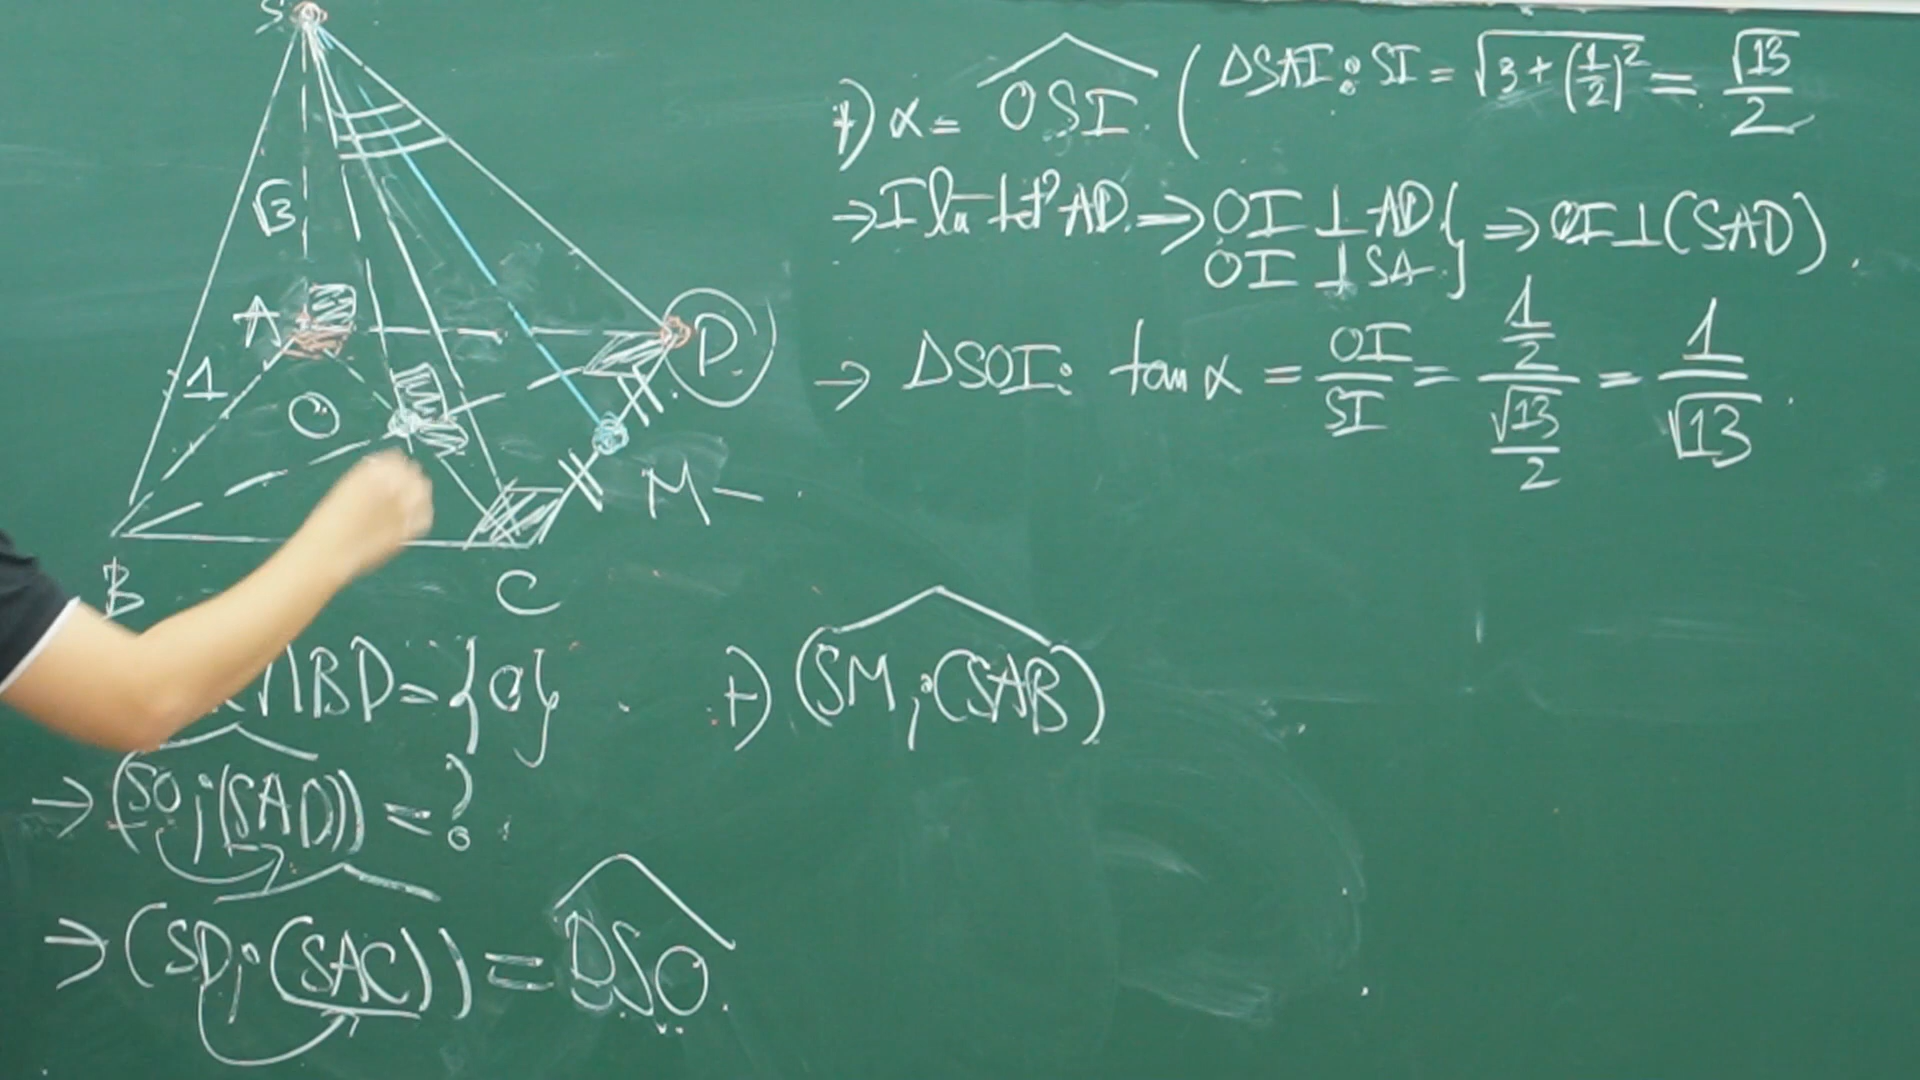 S
√3
A
1
O
D
M
B
C
∩BD = {O}
→ (SO; (SAD)) = ?
→ (SD; (SAC)) = DSO
+) α = OSI ( ΔSAI: SI = √(3 + (1/2)²) = √13/2
→ I là tđ AD → OI ⊥ AD
OI ⊥ SA } ⇒ OI ⊥ (SAD)
→ ΔSOI: tan α = OI/SI = (1/2)/(√13/2) = 1/√13
+) (SM; (SAB))